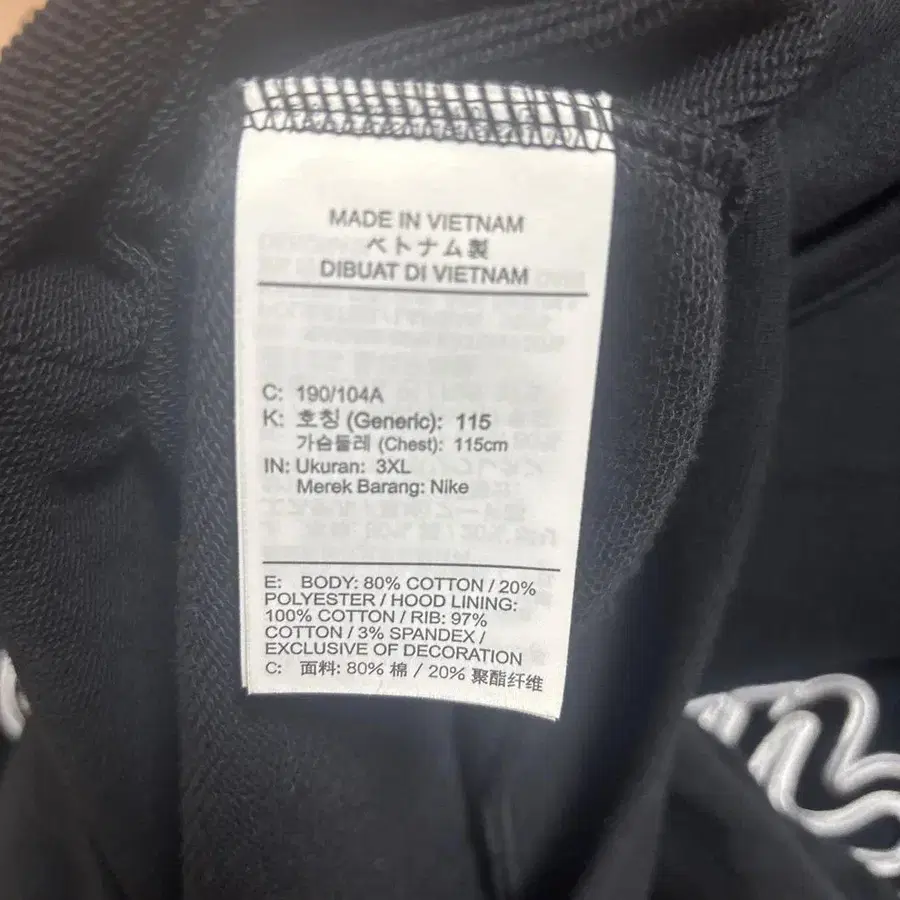 MADE IN VIETNAM
ベトナム製
DIBUAT DI VIETNAM
C: 190/104A
K: 호칭 (Generic): 115
가슴둘레 (Chest): 115cm
IN: Ukuran: 3XL
Merek Barang: Nike
E: BODY: 80% COTTON / 20%
POLYESTER / HOOD LINING:
100% COTTON / RIB: 97%
COTTON / 3% SPANDEX /
EXCLUSIVE OF DECORATION
C: 面料: 80% 棉 / 20% 聚酯纤维